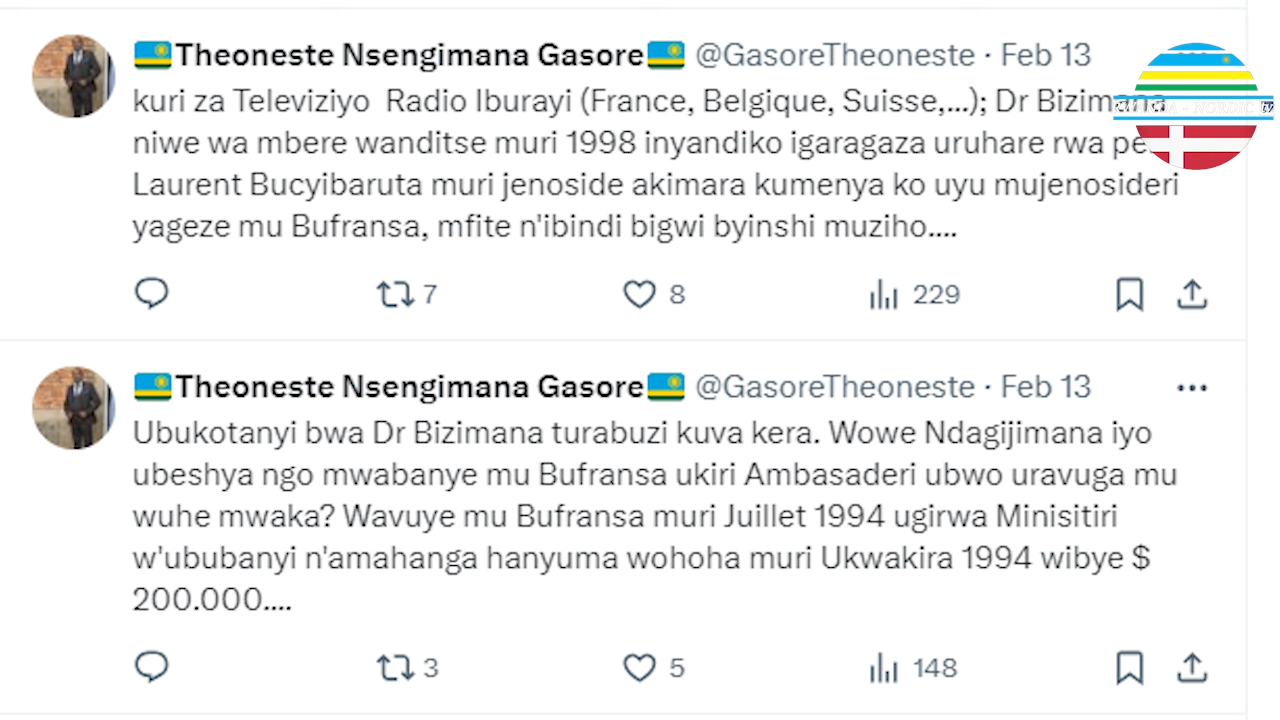 Theoneste Nsengimana Gasore @GasoreTheoneste · Feb 13
kuri za Televiziyo Radio Iburayi (France, Belgique, Suisse,...); Dr Bizimana
niwe wa mbere wanditse muri 1998 inyandiko igaragaza uruhare rwa
Laurent Bucyibaruta muri jenoside akimara kumenya ko uyu mujenosideri
yageze mu Bufransa, mfite n'ibindi bigwi byinshi muziho....
7 8 229
Theoneste Nsengimana Gasore @GasoreTheoneste · Feb 13
Ubukotanyi bwa Dr Bizimana turabuzi kuva kera. Wowe Ndagijimana iyo
ubeshya ngo mwabanye mu Bufransa ukiri Ambasaderi ubwo uravuga mu
wuhe mwaka? Wavuye mu Bufransa muri Juillet 1994 ugirwa Minisitiri
w'ububanyi n'amahanga hanyuma wohoha muri Ukwakira 1994 wibye $
200.000....
3 5 148